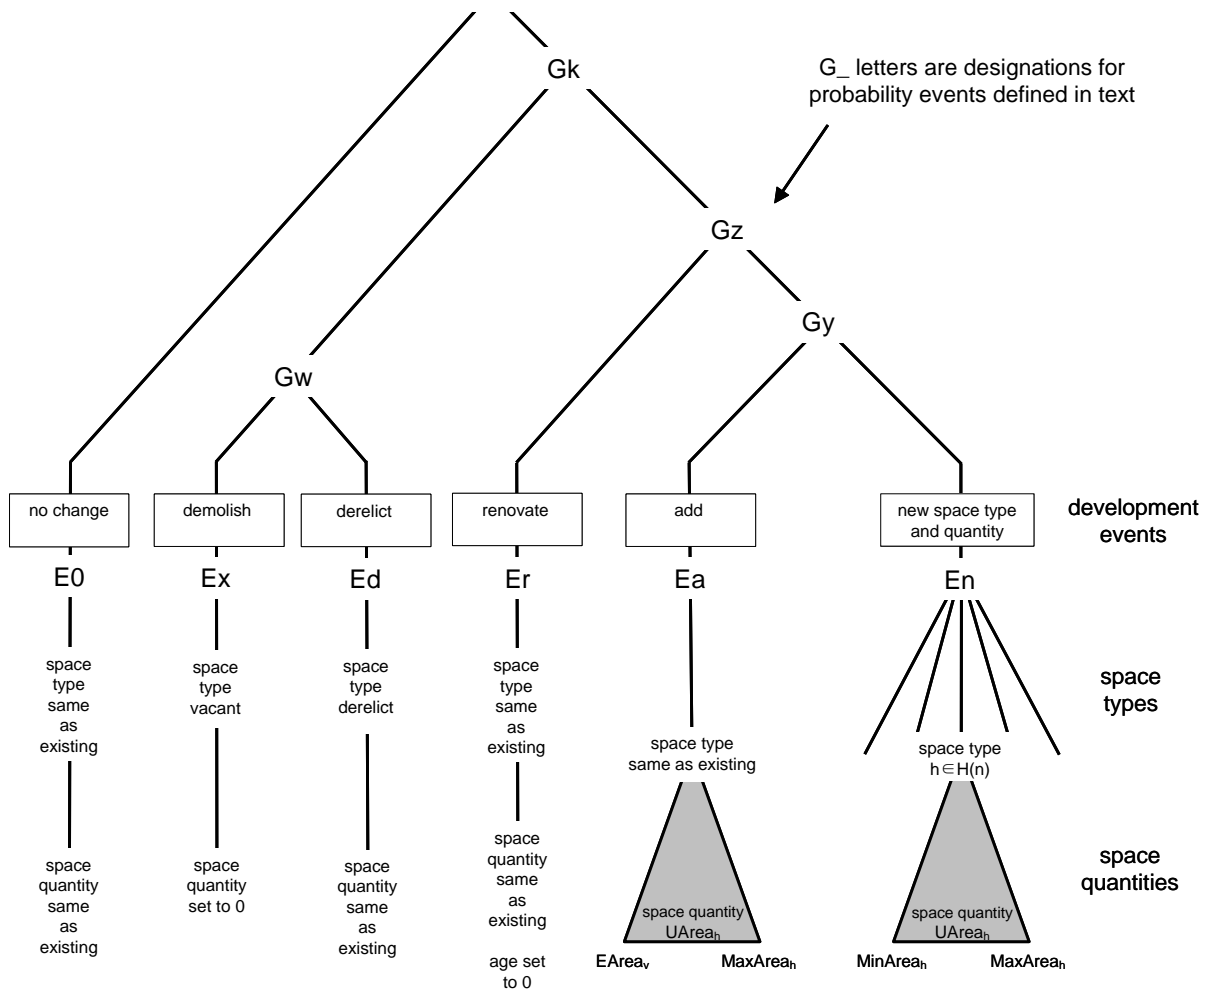 Gk
G_ letters are designations for
probability events defined in text
Gz
Gy
Gw
no change
demolish
derelict
renovate
add
new space type
and quantity
development
events
E0
Ex
Ed
Er
Ea
En
space
type
same
as
existing
space
type
vacant
space
type
derelict
space
type
same
as
existing
space type
same as existing
space type
h∈H(n)
space
types
space
quantity
same
as
existing
space
quantity
set to 0
space
quantity
same
as
existing
space
quantity
same
as
existing
age set
to 0
space quantity
UAreaₕ
EAreaᵥ
MaxAreaₕ
space quantity
UAreaₕ
MinAreaₕ
MaxAreaₕ
space
quantities